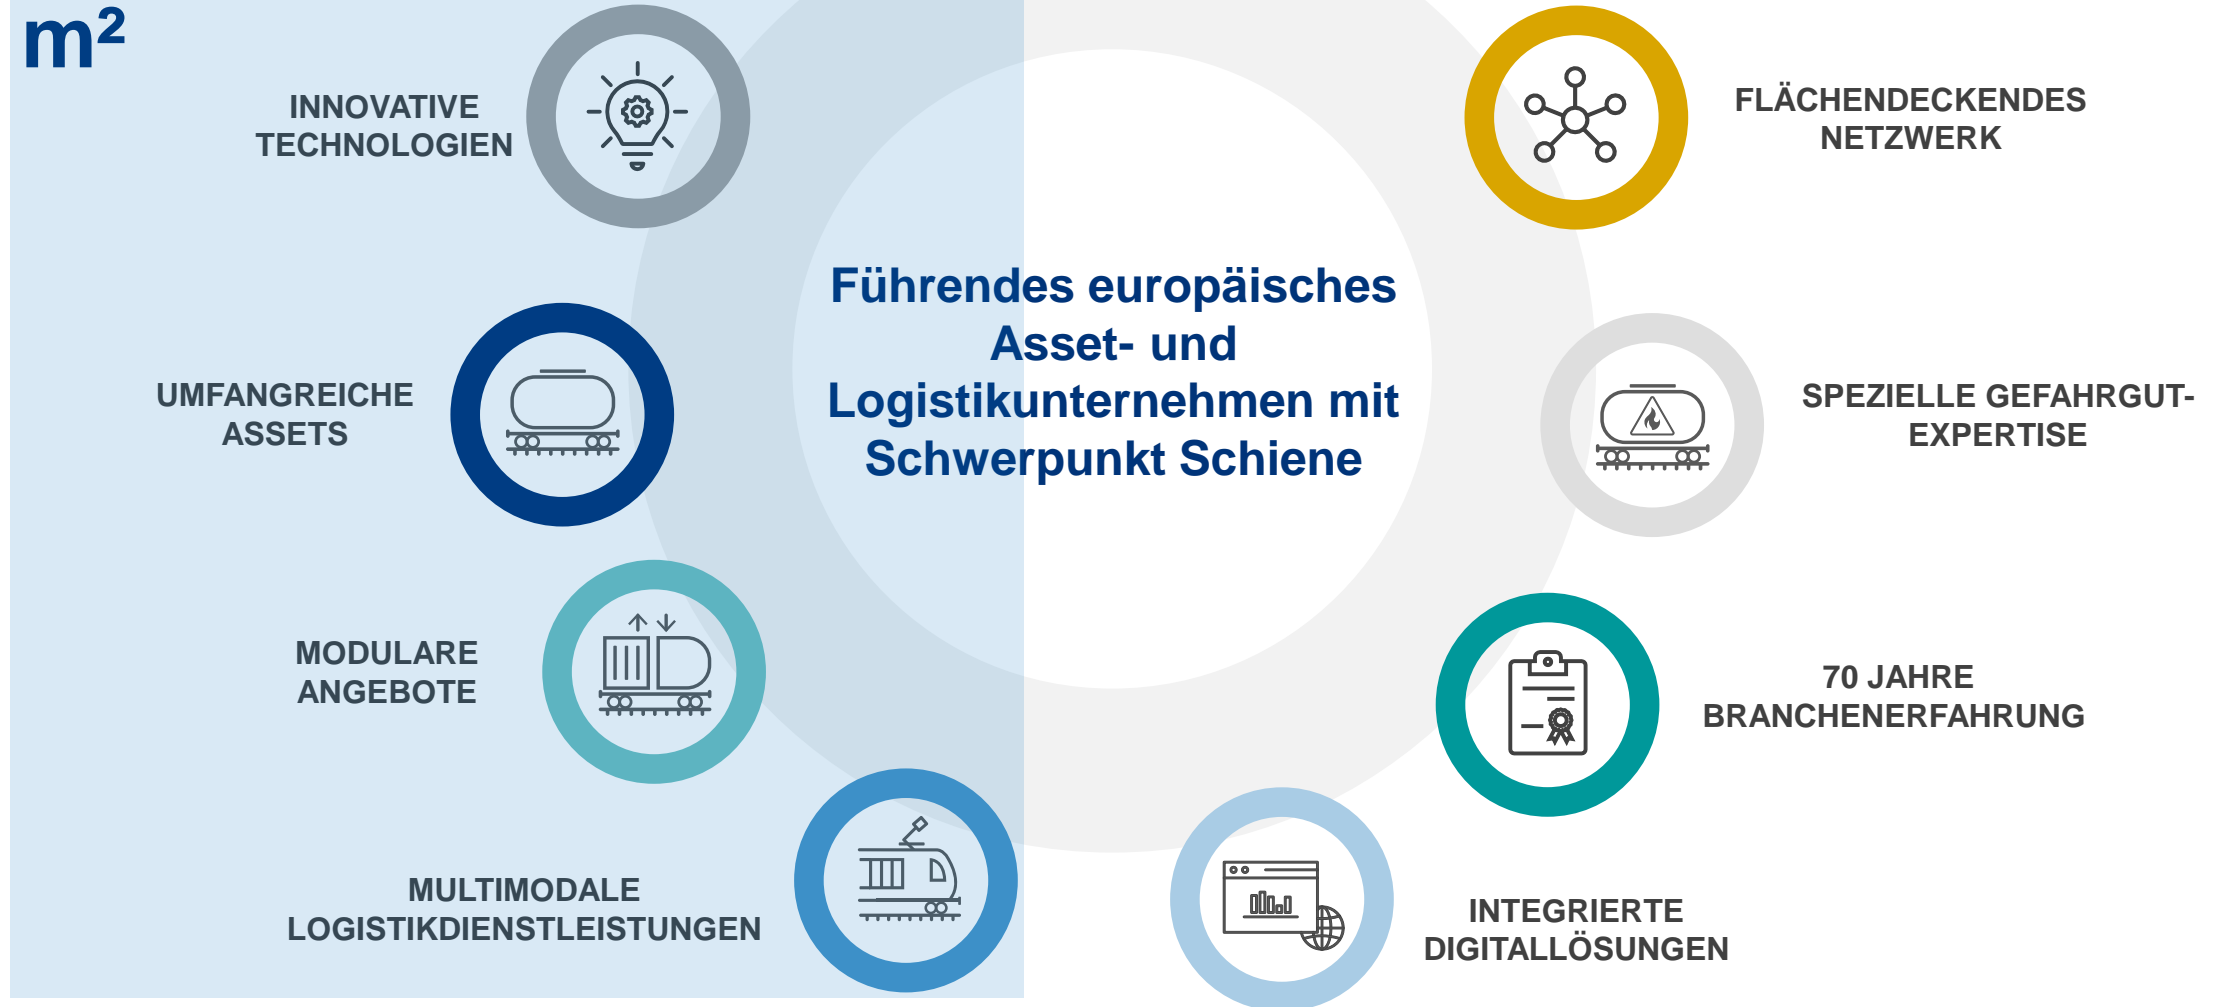 m²
INNOVATIVE
TECHNOLOGIEN
FLÄCHENDECKENDES
NETZWERK
Führendes europäisches
Asset- und
Logistikunternehmen mit
Schwerpunkt Schiene
UMFANGREICHE
ASSETS
SPEZIELLE GEFAHRGUT-
EXPERTISE
MODULARE
ANGEBOTE
70 JAHRE
BRANCHENERFAHRUNG
MULTIMODALE
LOGISTIKDIENSTLEISTUNGEN
INTEGRIERTE
DIGITALLÖSUNGEN